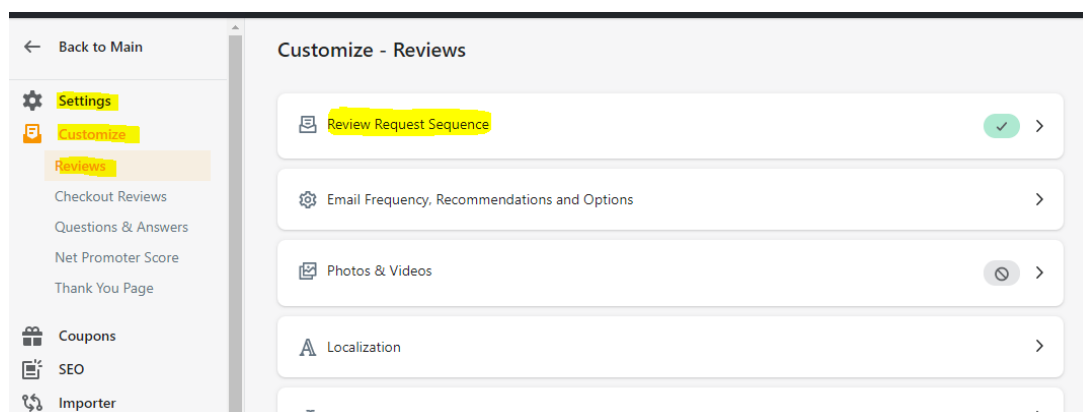 Back to Main
Settings
Customize
Reviews
Checkout Reviews
Questions & Answers
Net Promoter Score
Thank You Page
Coupons
SEO
Importer
Customize - Reviews
Review Request Sequence
Email Frequency, Recommendations and Options
Photos & Videos
Localization